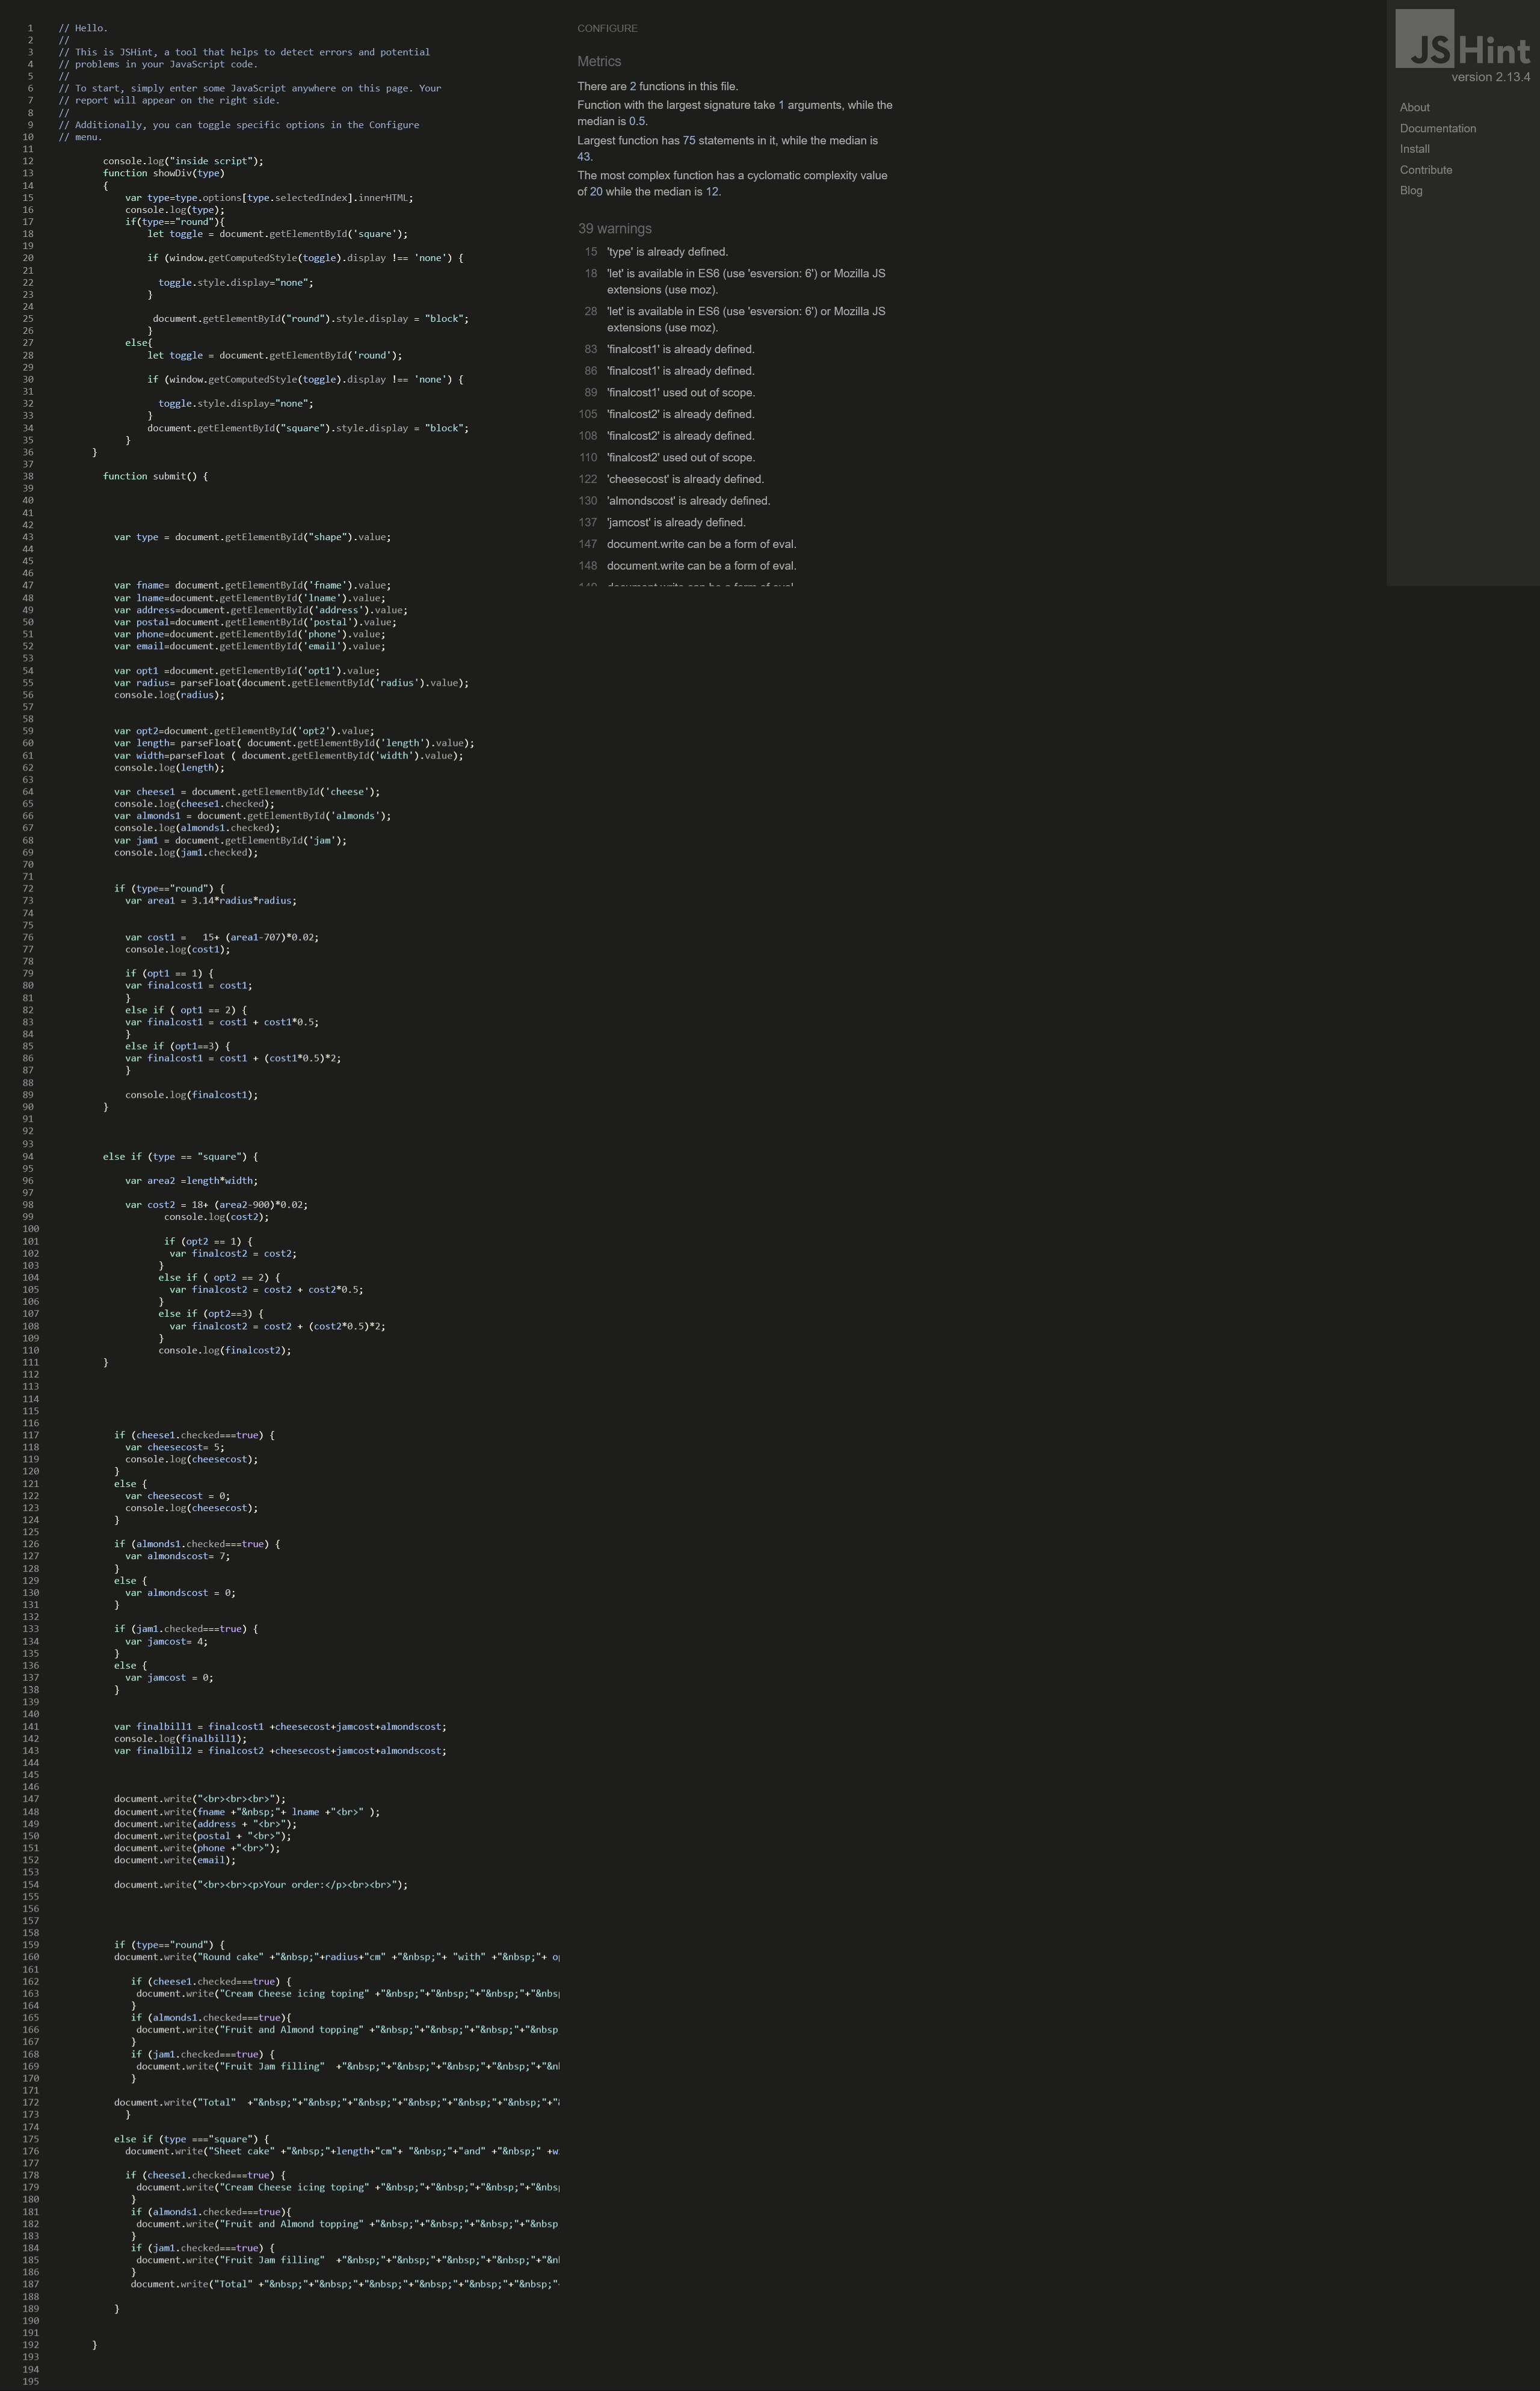 1 // Hello.
2 //
3 // This is JSHint, a tool that helps to detect errors and potential
4 // problems in your JavaScript code.
5 //
6 // To start, simply enter some JavaScript anywhere on this page. Your
7 // report will appear on the right side.
8 //
9 // Additionally, you can toggle specific options in the Configure
10 // menu.
11
12 console.log("inside script");
13 function showDiv(type)
14 {
15 var type=type.options[type.selectedIndex].innerHTML;
16 console.log(type);
17 if(type=="round"){
18 let toggle = document.getElementById('square');
19
20 if (window.getComputedStyle(toggle).display !== 'none') {
21
22 toggle.style.display="none";
23 }
24
25 document.getElementById("round").style.display = "block";
26 }
27 else{
28 let toggle = document.getElementById('round');
29
30 if (window.getComputedStyle(toggle).display !== 'none') {
31
32 toggle.style.display="none";
33 }
34 document.getElementById("square").style.display = "block";
35 }
36 }
37
38 function submit() {
39
40
41
42
43 var type = document.getElementById("shape").value;
44
45
46
47 var fname= document.getElementById('fname').value;
48 var lname=document.getElementById('lname').value;
49 var address=document.getElementById('address').value;
50 var postal=document.getElementById('postal').value;
51 var phone=document.getElementById('phone').value;
52 var email=document.getElementById('email').value;
53
54 var opt1 =document.getElementById('opt1').value;
55 var radius= parseFloat(document.getElementById('radius').value);
56 console.log(radius);
57
58
59 var opt2=document.getElementById('opt2').value;
60 var length= parseFloat( document.getElementById('length').value);
61 var width=parseFloat ( document.getElementById('width').value);
62 console.log(length);
63
64 var cheese1 = document.getElementById('cheese');
65 console.log(cheese1.checked);
66 var almonds1 = document.getElementById('almonds');
67 console.log(almonds1.checked);
68 var jam1 = document.getElementById('jam');
69 console.log(jam1.checked);
70
71
72 if (type=="round") {
73 var area1 = 3.14*radius*radius;
74
75
76 var cost1 = 15+ (area1-707)*0.02;
77 console.log(cost1);
78
79 if (opt1 == 1) {
80 var finalcost1 = cost1;
81 }
82 else if ( opt1 == 2) {
83 var finalcost1 = cost1 + cost1*0.5;
84 }
85 else if (opt1==3) {
86 var finalcost1 = cost1 + (cost1*0.5)*2;
87 }
88
89 console.log(finalcost1);
90 }
91
92
93
94 else if (type == "square") {
95
96 var area2 =length*width;
97
98 var cost2 = 18+ (area2-900)*0.02;
99 console.log(cost2);
100
101 if (opt2 == 1) {
102 var finalcost2 = cost2;
103 }
104 else if ( opt2 == 2) {
105 var finalcost2 = cost2 + cost2*0.5;
106 }
107 else if (opt2==3) {
108 var finalcost2 = cost2 + (cost2*0.5)*2;
109 }
110 console.log(finalcost2);
111 }
112
113
114
115
116
117 if (cheese1.checked===true) {
118 var cheesecost= 5;
119 console.log(cheesecost);
120 }
121 else {
122 var cheesecost = 0;
123 console.log(cheesecost);
124 }
125
126 if (almonds1.checked===true) {
127 var almondscost= 7;
128 }
129 else {
130 var almondscost = 0;
131 }
132
133 if (jam1.checked===true) {
134 var jamcost= 4;
135 }
136 else {
137 var jamcost = 0;
138 }
139
140
141 var finalbill1 = finalcost1 +cheesecost+jamcost+almondscost;
142 console.log(finalbill1);
143 var finalbill2 = finalcost2 +cheesecost+jamcost+almondscost;
144
145
146
147 document.write("<br><br><br>");
148 document.write(fname +"&nbsp;"+ lname +"<br>" );
149 document.write(address + "<br>");
150 document.write(postal + "<br>");
151 document.write(phone +"<br>");
152 document.write(email);
153
154 document.write("<br><br><p>Your order:</p><br><br>");
155
156
157
158
159 if (type=="round") {
160 document.write("Round cake" +"&nbsp;"+radius+"cm" +"&nbsp;"+ "with" +"&nbsp;"+
161
162 if (cheese1.checked===true) {
163 document.write("Cream Cheese icing toping" +"&nbsp;"+"&nbsp;"+"&nbsp;"+"&nbs
164 }
165 if (almonds1.checked===true){
166 document.write("Fruit and Almond topping" +"&nbsp;"+"&nbsp;"+"&nbsp;"+"&nbsp
167 }
168 if (jam1.checked===true) {
169 document.write("Fruit Jam filling" +"&nbsp;"+"&nbsp;"+"&nbsp;"+"&nbsp;"+"&n
170 }
171
172 document.write("Total" +"&nbsp;"+"&nbsp;"+"&nbsp;"+"&nbsp;"+"&nbsp;"+"&nbsp;"+"
173 }
174
175 else if (type ==="square") {
176 document.write("Sheet cake" +"&nbsp;"+length+"cm"+ "&nbsp;"+"and" +"&nbsp;" +w
177
178 if (cheese1.checked===true) {
179 document.write("Cream Cheese icing toping" +"&nbsp;"+"&nbsp;"+"&nbsp;"+"&nbs
180 }
181 if (almonds1.checked===true){
182 document.write("Fruit and Almond topping" +"&nbsp;"+"&nbsp;"+"&nbsp;"+"&nbsp
183 }
184 if (jam1.checked===true) {
185 document.write("Fruit Jam filling" +"&nbsp;"+"&nbsp;"+"&nbsp;"+"&nbsp;"+"&n
186 }
187 document.write("Total" +"&nbsp;"+"&nbsp;"+"&nbsp;"+"&nbsp;"+"&nbsp;"+"&nbsp;"
188
189 }
190
191
192 }
193
194
195
CONFIGURE
Metrics
There are 2 functions in this file.
Function with the largest signature take 1 arguments, while the
median is 0.5.
Largest function has 75 statements in it, while the median is
43.
The most complex function has a cyclomatic complexity value
of 20 while the median is 12.
39 warnings
15 'type' is already defined.
18 'let' is available in ES6 (use 'esversion: 6') or Mozilla JS
extensions (use moz).
28 'let' is available in ES6 (use 'esversion: 6') or Mozilla JS
extensions (use moz).
83 'finalcost1' is already defined.
86 'finalcost1' is already defined.
89 'finalcost1' used out of scope.
105 'finalcost2' is already defined.
108 'finalcost2' is already defined.
110 'finalcost2' used out of scope.
122 'cheesecost' is already defined.
130 'almondscost' is already defined.
137 'jamcost' is already defined.
147 document.write can be a form of eval.
148 document.write can be a form of eval.
JSHint
version 2.13.4
About
Documentation
Install
Contribute
Blog